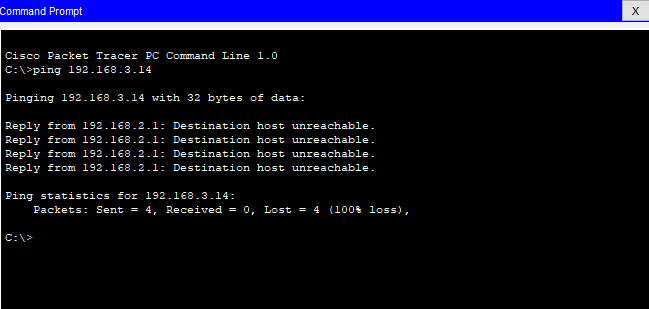 Command Prompt
X
Cisco Packet Tracer PC Command Line 1.0
C:\>ping 192.168.3.14
Pinging 192.168.3.14 with 32 bytes of data:
Reply from 192.168.2.1: Destination host unreachable.
Reply from 192.168.2.1: Destination host unreachable.
Reply from 192.168.2.1: Destination host unreachable.
Reply from 192.168.2.1: Destination host unreachable.
Ping statistics for 192.168.3.14:
    Packets: Sent = 4, Received = 0, Lost = 4 (100% loss),
C:\>